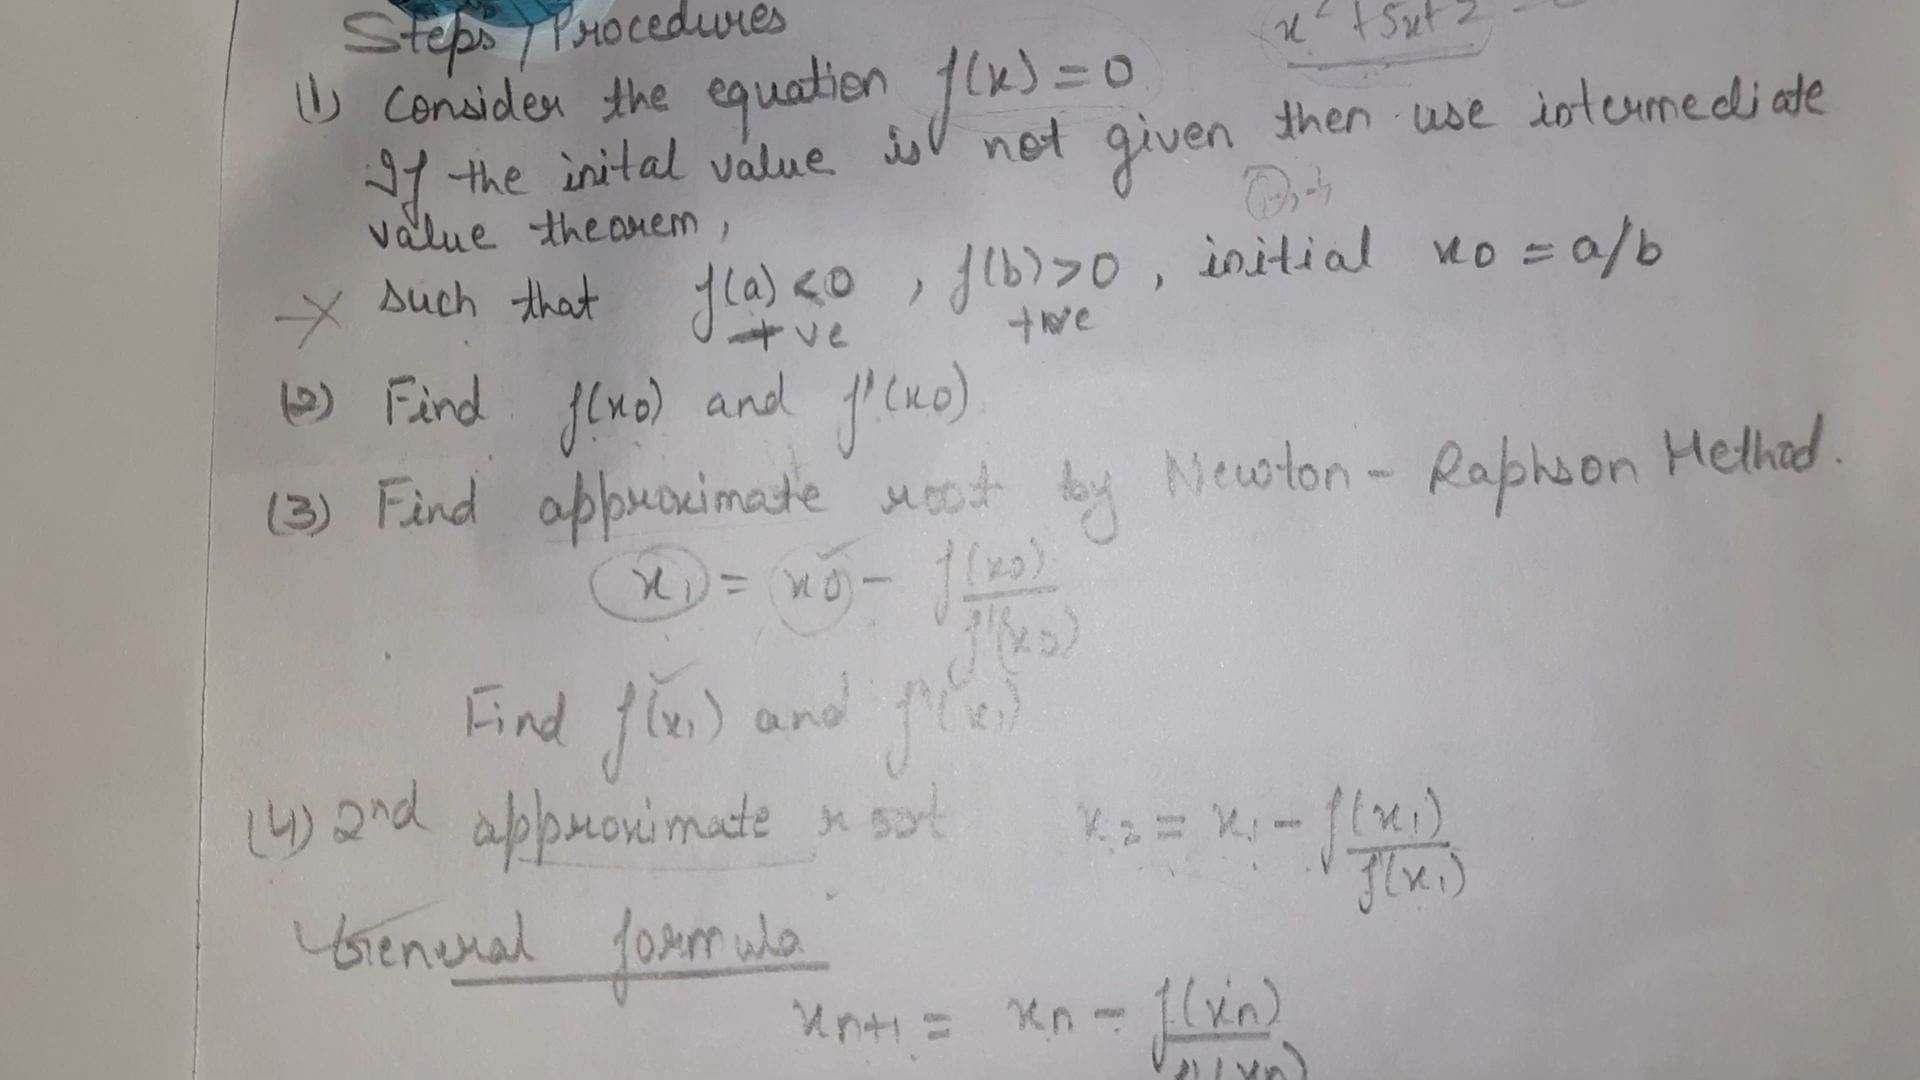 Steps / Procedures
x² + 5x + 2
(1) Consider the equation f(x) = 0
If the inital value is not given then use intermediate
value theorem,
such that f(a) < 0 , f(b) > 0 , initial x0 = a/b
+ve +ve
(2) Find f(x0) and f'(x0)
(3) Find approximate root by Newton - Raphson Method.
x1 = x0 - f(x0)/f'(x0)
Find f(x1) and f'(x1)
(4) 2nd approximate root x2 = x1 - f(x1)/f'(x1)
General formula
xn+1 = xn - f(xn)/f'(xn)